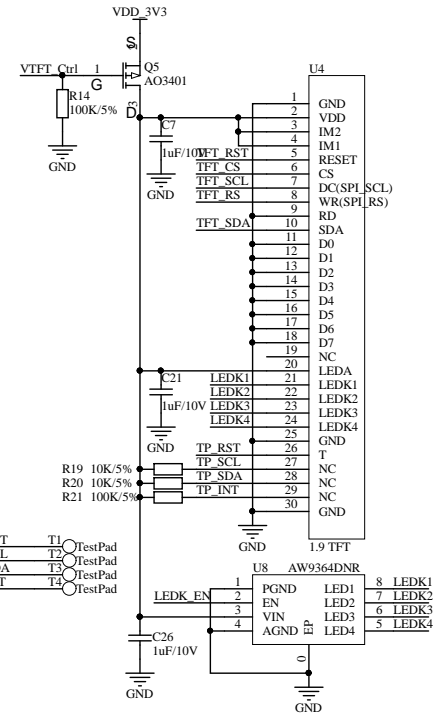 VDD_3V3
S
2
VTFT_Ctrl
1
G
Q5
AO3401
R14
100K/5%
D
3
GND
C7
1uF/10V
GND
U4
1 GND
2 VDD
3 IM2
4 IM1
TFT_RST 5 RESET
TFT_CS 6 CS
TFT_SCL 7 DC(SPI_SCL)
TFT_RS 8 WR(SPI_RS)
9 RD
TFT_SDA 10 SDA
11 D0
12 D1
13 D2
14 D3
15 D4
16 D5
17 D6
18 D7
19 NC
20 LEDA
LEDK1 21 LEDK1
LEDK2 22 LEDK2
LEDK3 23 LEDK3
LEDK4 24 LEDK4
25 GND
TP_RST 26 T
TP_SCL 27 NC
TP_SDA 28 NC
TP_INT 29 NC
30 GND
1.9 TFT
C21
1uF/10V
GND
R19 10K/5%
R20 10K/5%
R21 100K/5%
GND
T T1 TestPad
L T2 TestPad
DA T3 TestPad
T T4 TestPad
U8 AW9364DNR
1 PGND LED1 8 LEDK1
LEDK_EN 2 EN LED2 7 LEDK2
3 VIN LED3 6 LEDK3
4 AGND EP LED4 5 LEDK4
0
C26
1uF/10V
GND
GND